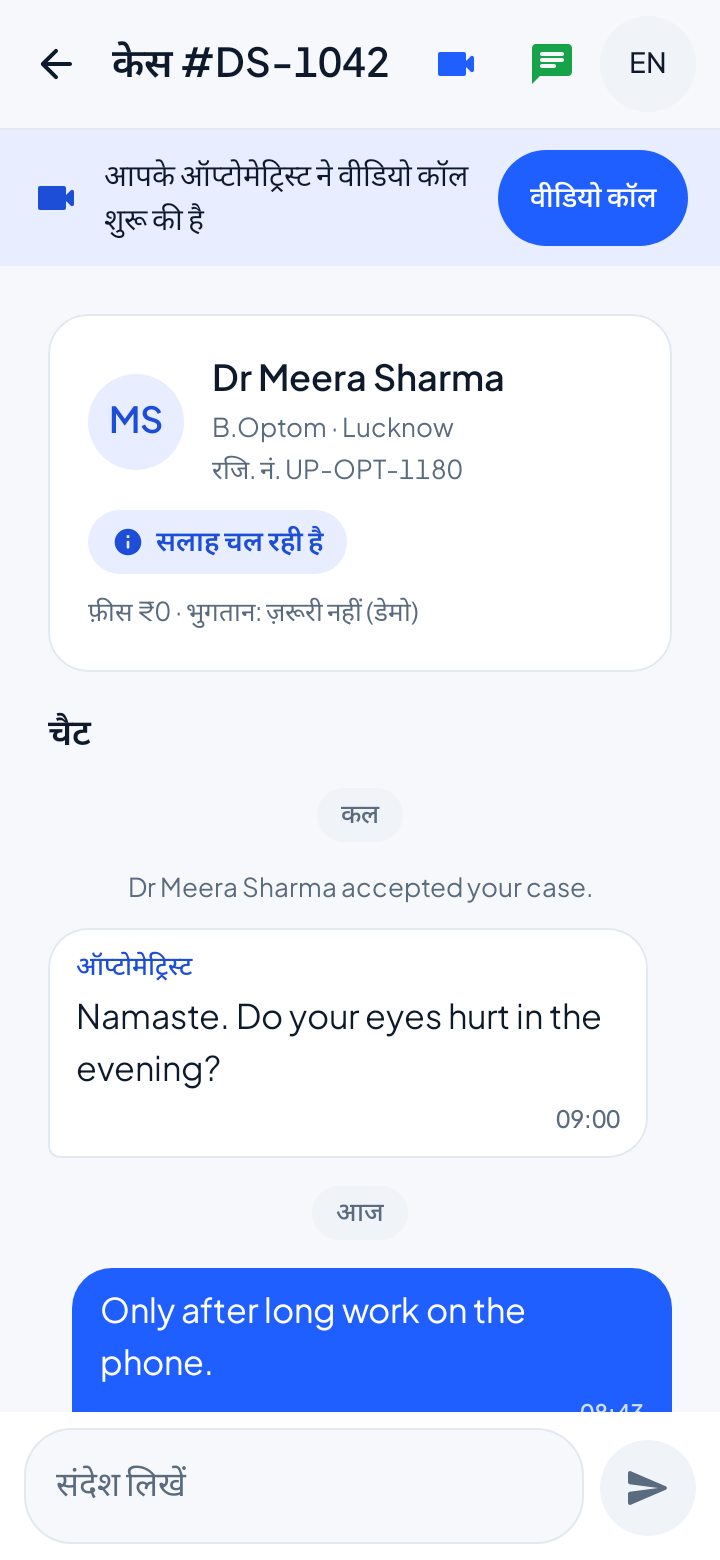 केस #DS-1042
EN
आपके ऑप्टोमेट्रिस्ट ने वीडियो कॉल
शुरू की है
वीडियो कॉल
MS
Dr Meera Sharma
B.Optom · Lucknow
रजि. नं. UP-OPT-1180
सलाह चल रही है
फ़ीस ₹0 · भुगतान: ज़रूरी नहीं (डेमो)
चैट
कल
Dr Meera Sharma accepted your case.
ऑप्टोमेट्रिस्ट
Namaste. Do your eyes hurt in the
evening?
09:00
आज
Only after long work on the
phone.
संदेश लिखें